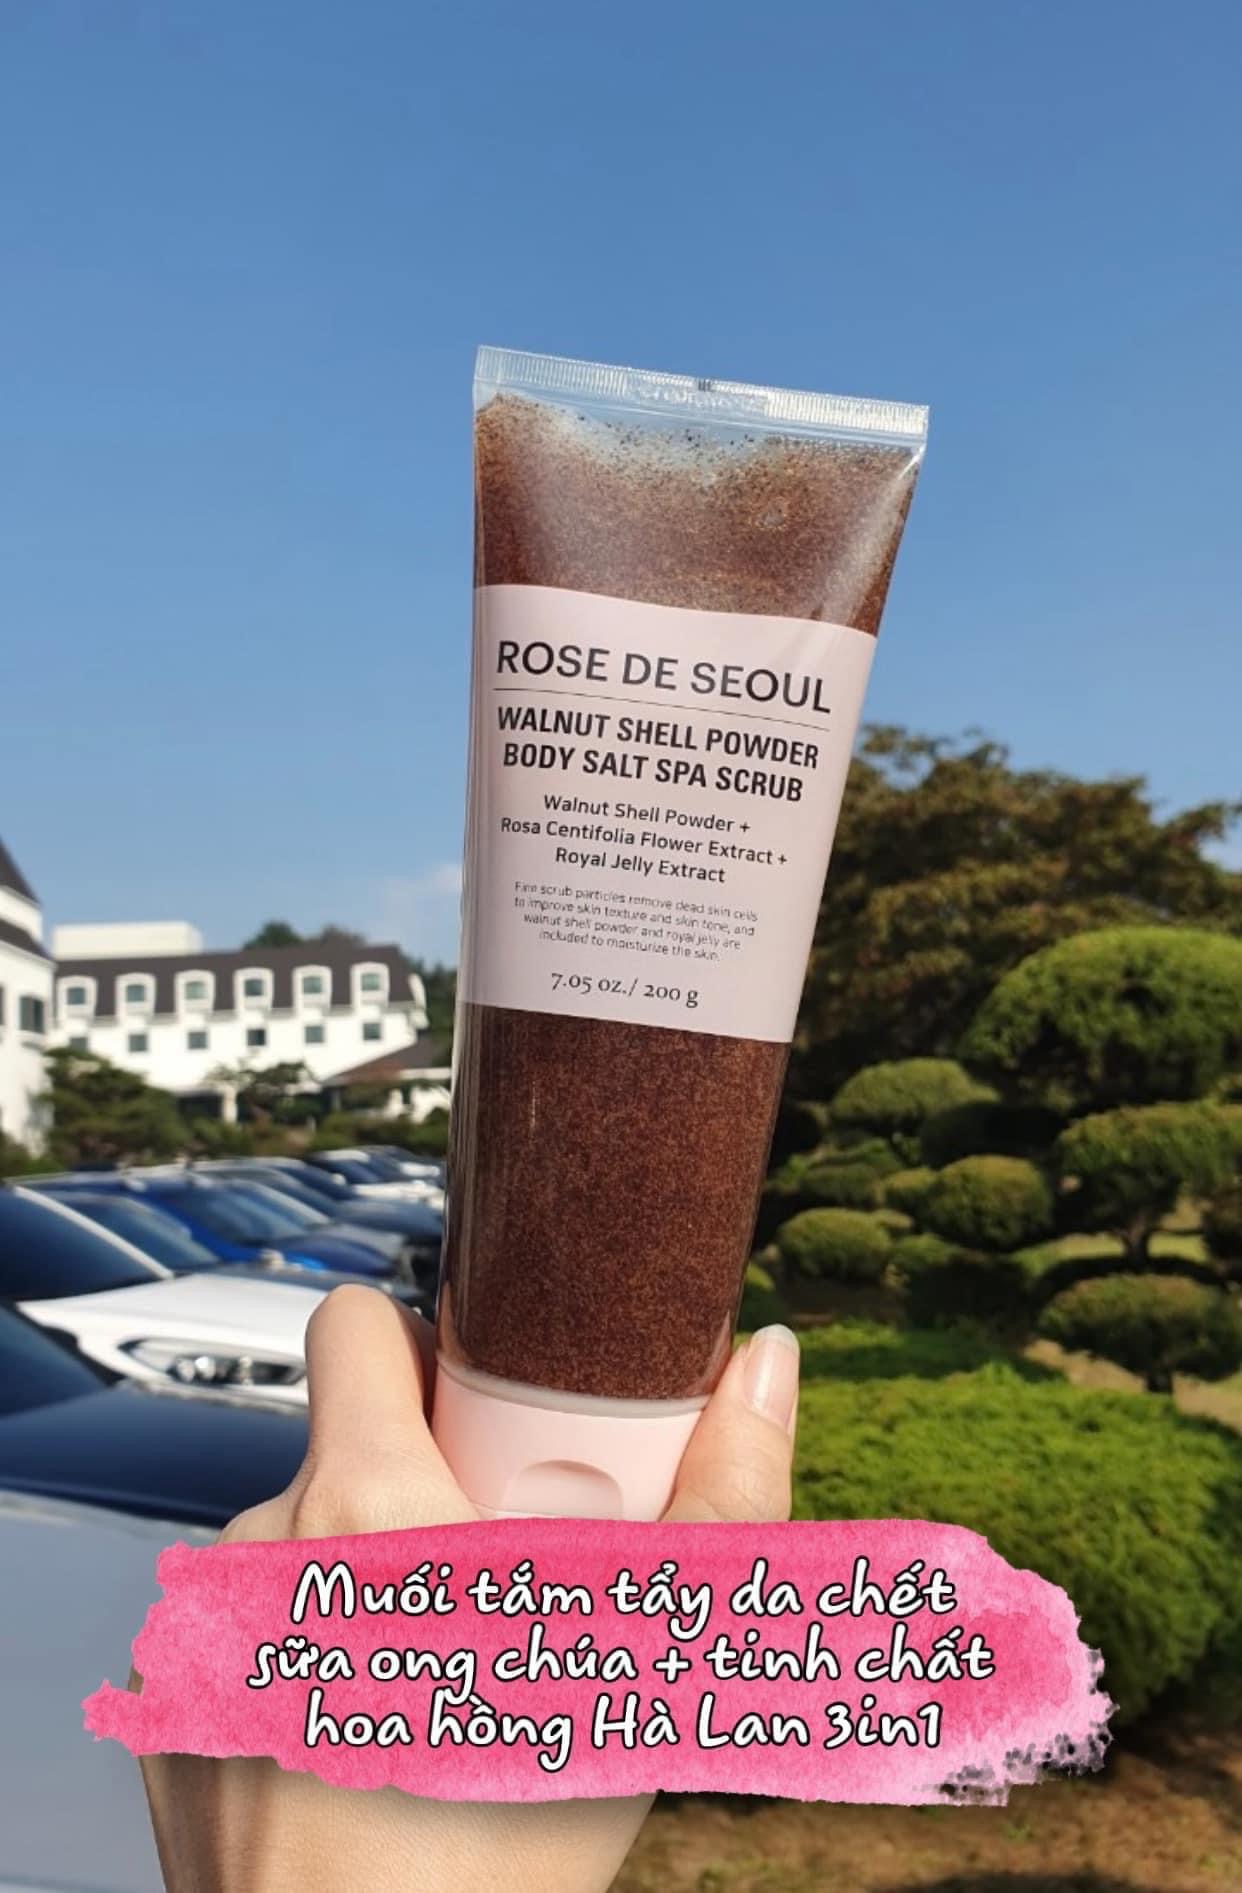 ROSE DE SEOUL
WALNUT SHELL POWDER
BODY SALT SPA SCRUB
Walnut Shell Powder +
Rosa Centifolia Flower Extract +
Royal Jelly Extract
Fine scrub particles remove dead skin cells
to improve skin texture and skin tone, and
walnut shell powder and royal jelly are
included to moisturize the skin.
7.05 oz./ 200 g
Muối tắm tẩy da chết
sữa ong chúa + tinh chất
hoa hồng Hà Lan 3in1